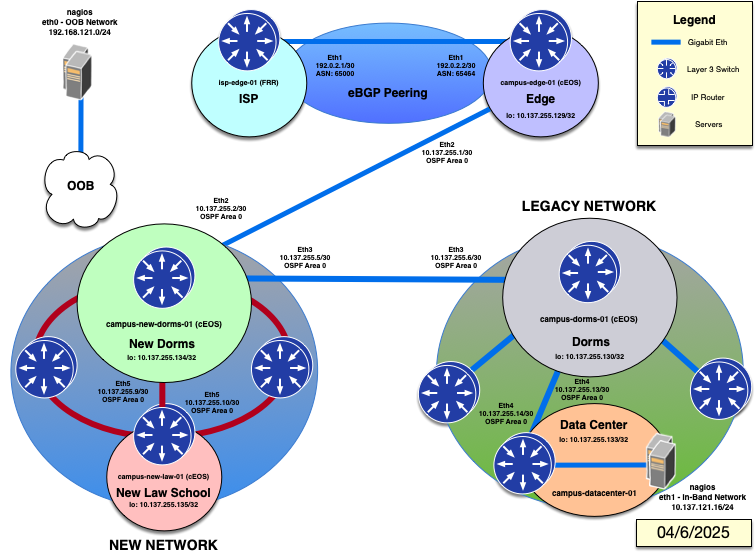 nagios
eth0 - OOB Network
192.168.121.0/24
OOB
isp-edge-01 (FRR)
ISP
Eth1
192.0.2.1/30
ASN: 65000
Eth1
192.0.2.2/30
ASN: 65464
eBGP Peering
campus-edge-01 (cEOS)
Edge
lo: 10.137.255.129/32
Legend
Gigabit Eth
Layer 3 Switch
IP Router
Servers
Eth2
10.137.255.1/30
OSPF Area 0
Eth2
10.137.255.2/30
OSPF Area 0
LEGACY NETWORK
Eth3
10.137.255.5/30
OSPF Area 0
Eth3
10.137.255.6/30
OSPF Area 0
campus-new-dorms-01 (cEOS)
New Dorms
lo: 10.137.255.134/32
campus-dorms-01 (cEOS)
Dorms
lo: 10.137.255.130/32
Eth5
10.137.255.9/30
OSPF Area 0
Eth5
10.137.255.10/30
OSPF Area 0
Eth4
10.137.255.13/30
OSPF Area 0
Eth4
10.137.255.14/30
OSPF Area 0
Data Center
lo: 10.137.255.133/32
campus-datacenter-01
campus-new-law-01 (cEOS)
New Law School
lo: 10.137.255.135/32
nagios
eth1 - In-Band Network
10.137.121.16/24
NEW NETWORK
04/6/2025